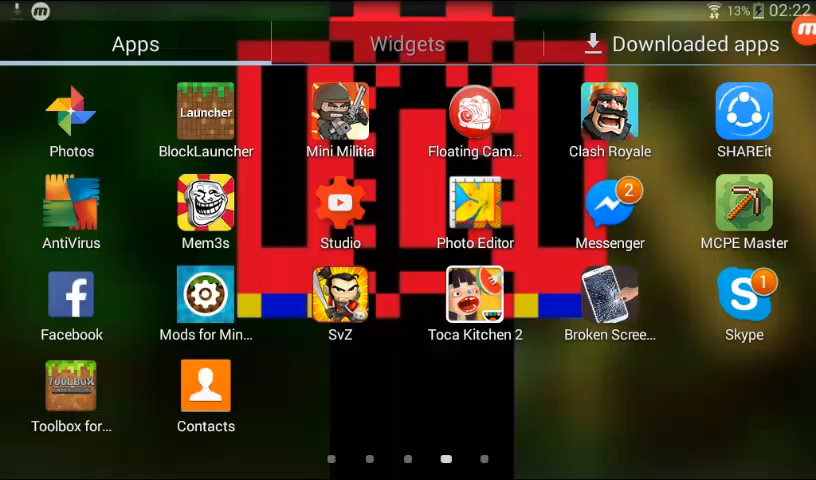 13% 02:22
Apps Widgets Downloaded apps
Photos BlockLauncher Mini Militia Floating Cam... Clash Royale SHAREit
Launcher
AntiVirus Mem3s Studio Photo Editor Messenger MCPE Master
2
Facebook Mods for Min... SvZ Toca Kitchen 2 Broken Scree... Skype
1
TOOLBOX
Toolbox for... Contacts